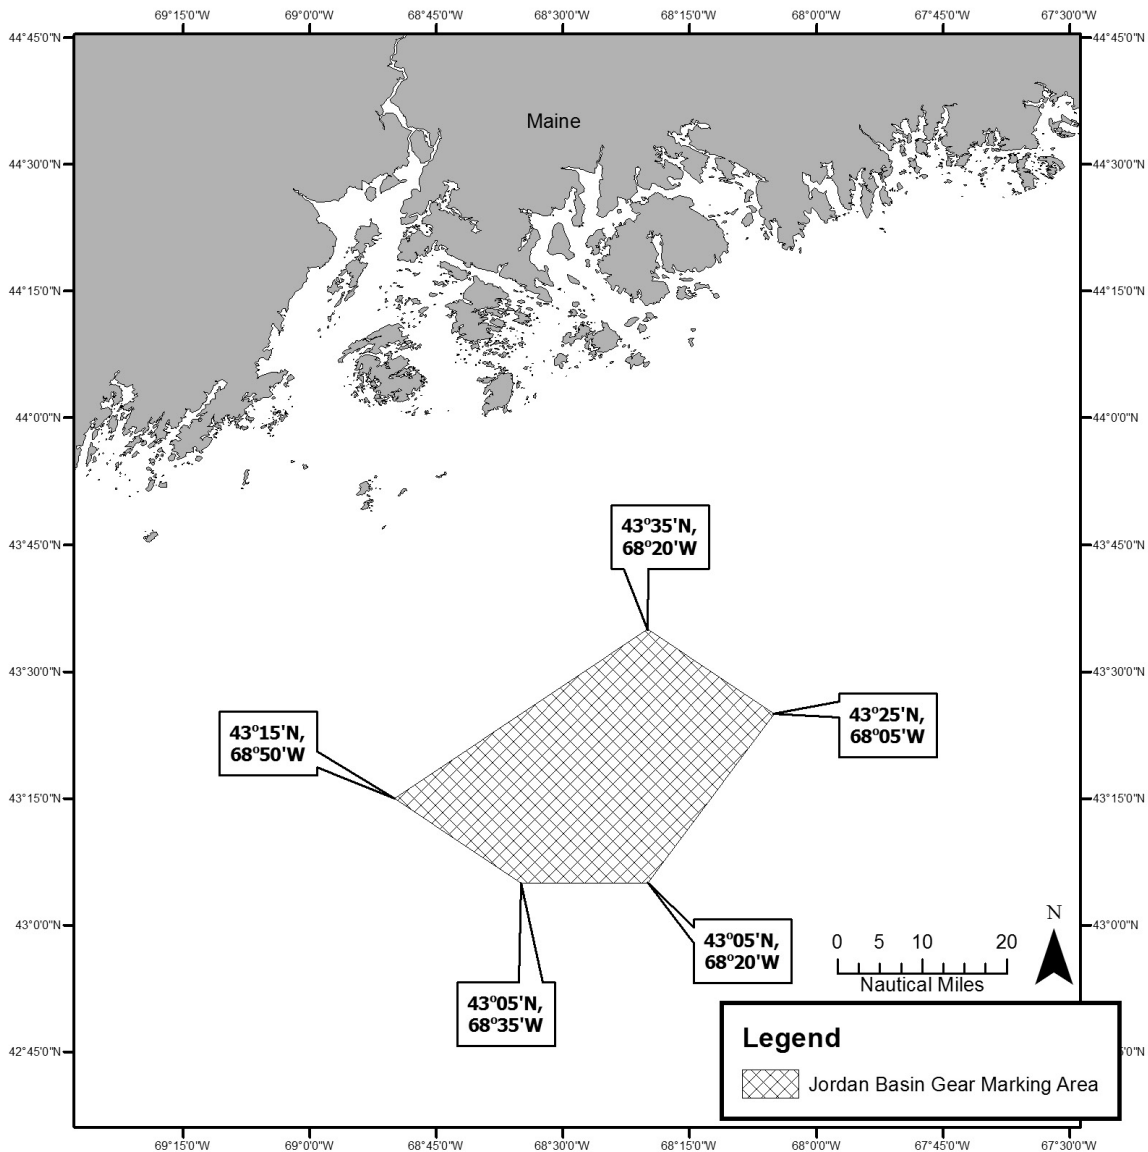 69°15'0"W 69°0'0"W 68°45'0"W 68°30'0"W 68°15'0"W 68°0'0"W 67°45'0"W 67°30'0"W
44°45'0"N 44°45'0"N
Maine
44°30'0"N 44°30'0"N
44°15'0"N 44°15'0"N
44°0'0"N 44°0'0"N
43°35'N,
68°20'W
43°45'0"N 43°45'0"N
43°30'0"N 43°30'0"N
43°15'N,
68°50'W
43°25'N,
68°05'W
43°15'0"N 43°15'0"N
43°0'0"N 43°0'0"N
43°05'N,
68°20'W
N
0 5 10 20
Nautical Miles
43°05'N,
68°35'W
42°45'0"N 5'0"N
Legend
Jordan Basin Gear Marking Area
69°15'0"W 69°0'0"W 68°45'0"W 68°30'0"W 68°15'0"W 68°0'0"W 67°45'0"W 67°30'0"W